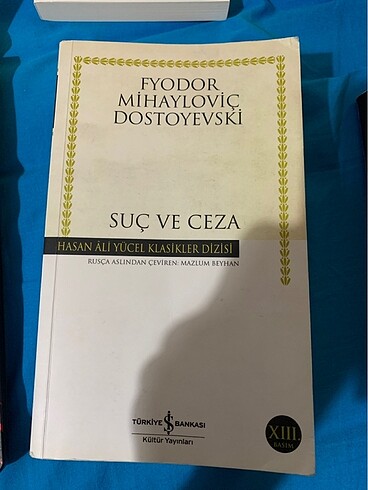 FYODOR
MİHAYLOVİÇ
DOSTOYEVSKİ
SUÇ VE CEZA
HASAN ÂLİ YÜCEL KLASİKLER DİZİSİ
RUSÇA ASLINDAN ÇEVİREN: MAZLUM BEYHAN
TÜRKİYE İŞ BANKASI
Kültür Yayınları
XIII.
BASIM